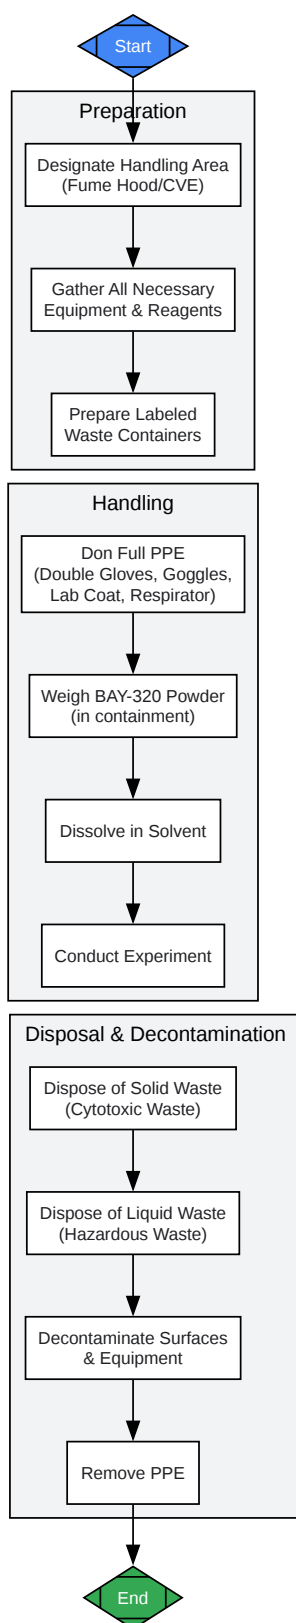 Start
Preparation
Designate Handling Area
(Fume Hood/CVE)
Gather All Necessary
Equipment & Reagents
Prepare Labeled
Waste Containers
Handling
Don Full PPE
(Double Gloves, Goggles,
Lab Coat, Respirator)
Weigh BAY-320 Powder
(in containment)
Dissolve in Solvent
Conduct Experiment
Disposal & Decontamination
Dispose of Solid Waste
(Cytotoxic Waste)
Dispose of Liquid Waste
(Hazardous Waste)
Decontaminate Surfaces
& Equipment
Remove PPE
End